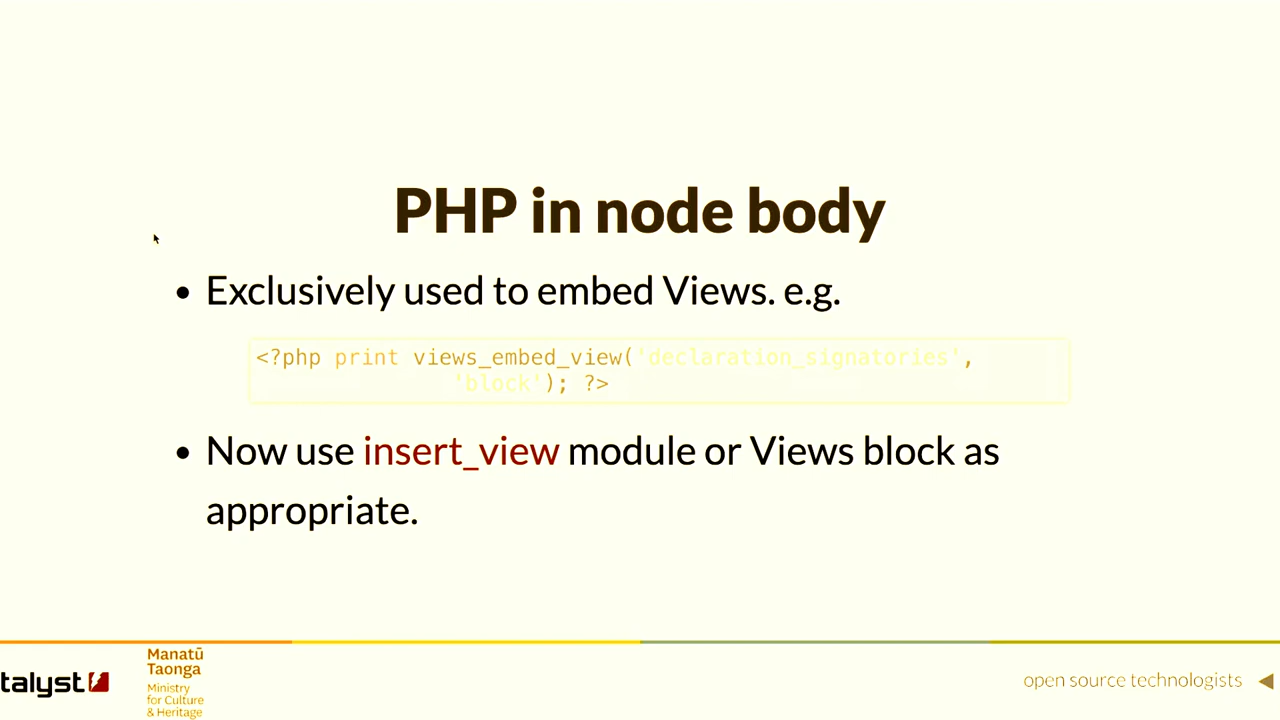 PHP in node body
• Exclusively used to embed Views. e.g.
<?php print views_embed_view('declaration_signatories',
'block'); ?>
• Now use insert_view module or Views block as
appropriate.
talyst
Manatū
Taonga
Ministry
for Culture
& Heritage
open source technologists